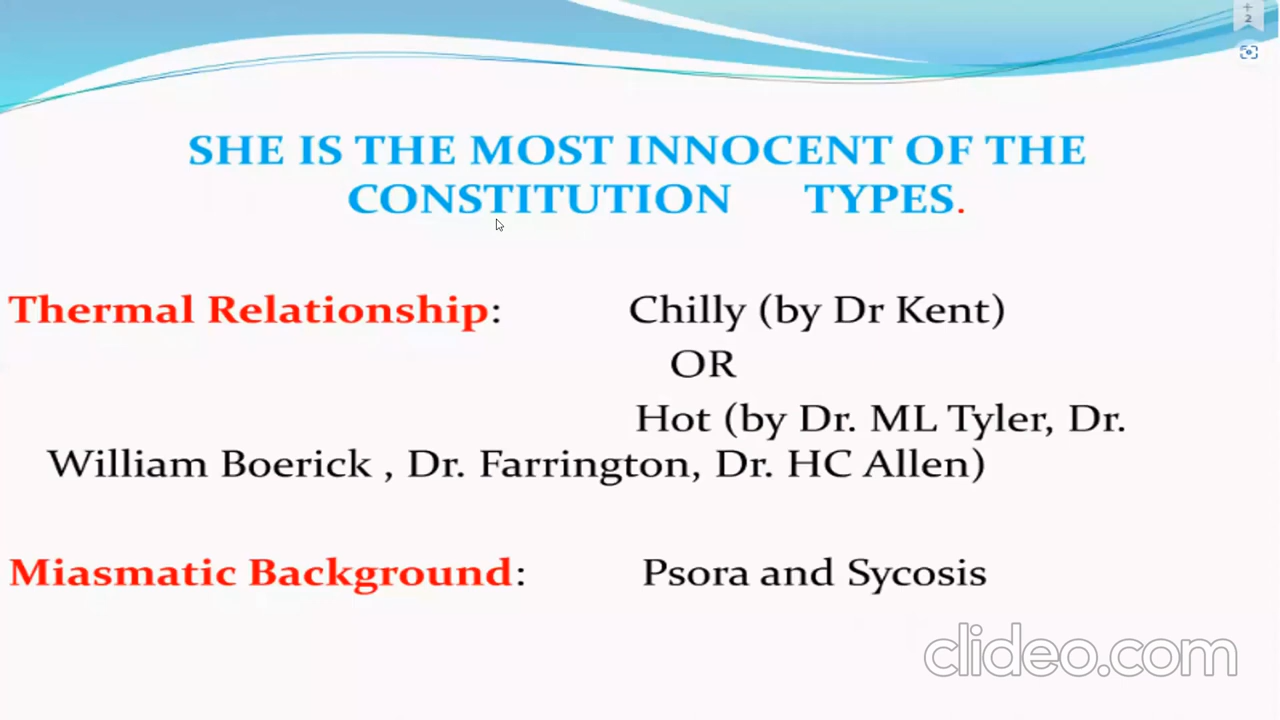 +
2
SHE IS THE MOST INNOCENT OF THE
CONSTITUTION TYPES.
Thermal Relationship: Chilly (by Dr Kent)
OR
Hot (by Dr. ML Tyler, Dr.
William Boerick , Dr. Farrington, Dr. HC Allen)
Miasmatic Background: Psora and Sycosis
clideo.com